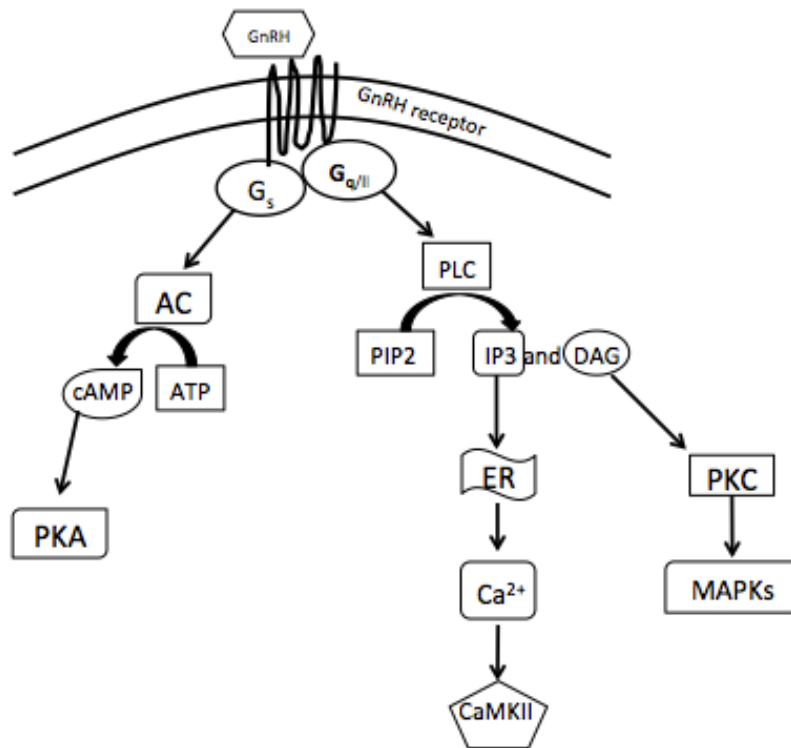 GnRH
GnRH receptor
Gs
Gq/II
AC
PLC
cAMP
ATP
PIP2
IP3 and DAG
ER
PKC
PKA
Ca²⁺
MAPKs
CaMKII